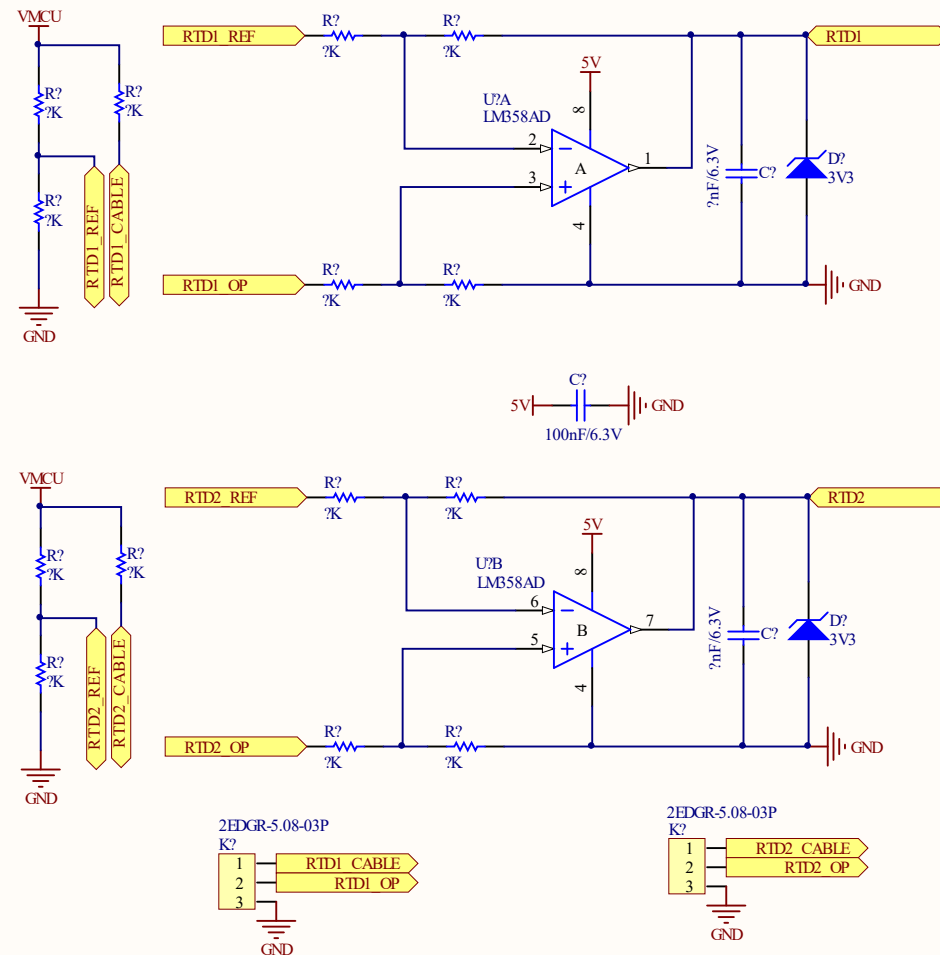 VMCU
R?
?K
R?
?K
R?
?K
RTD1_REF
RTD1_CABLE
GND
RTD1_REF
R?
?K
R?
?K
RTD1
5V
U?A
LM358AD
8
2
3
A
1
4
?nF/6.3V
C?
D?
3V3
RTD1_OP
R?
?K
R?
?K
GND
C?
5V
GND
100nF/6.3V
VMCU
R?
?K
R?
?K
R?
?K
RTD2_REF
RTD2_CABLE
GND
RTD2_REF
R?
?K
R?
?K
RTD2
5V
U?B
LM358AD
8
6
5
B
7
4
?nF/6.3V
C?
D?
3V3
RTD2_OP
R?
?K
R?
?K
GND
2EDGR-5.08-03P
K?
1
RTD1_CABLE
2
RTD1_OP
3
GND
2EDGR-5.08-03P
K?
1
RTD2_CABLE
2
RTD2_OP
3
GND